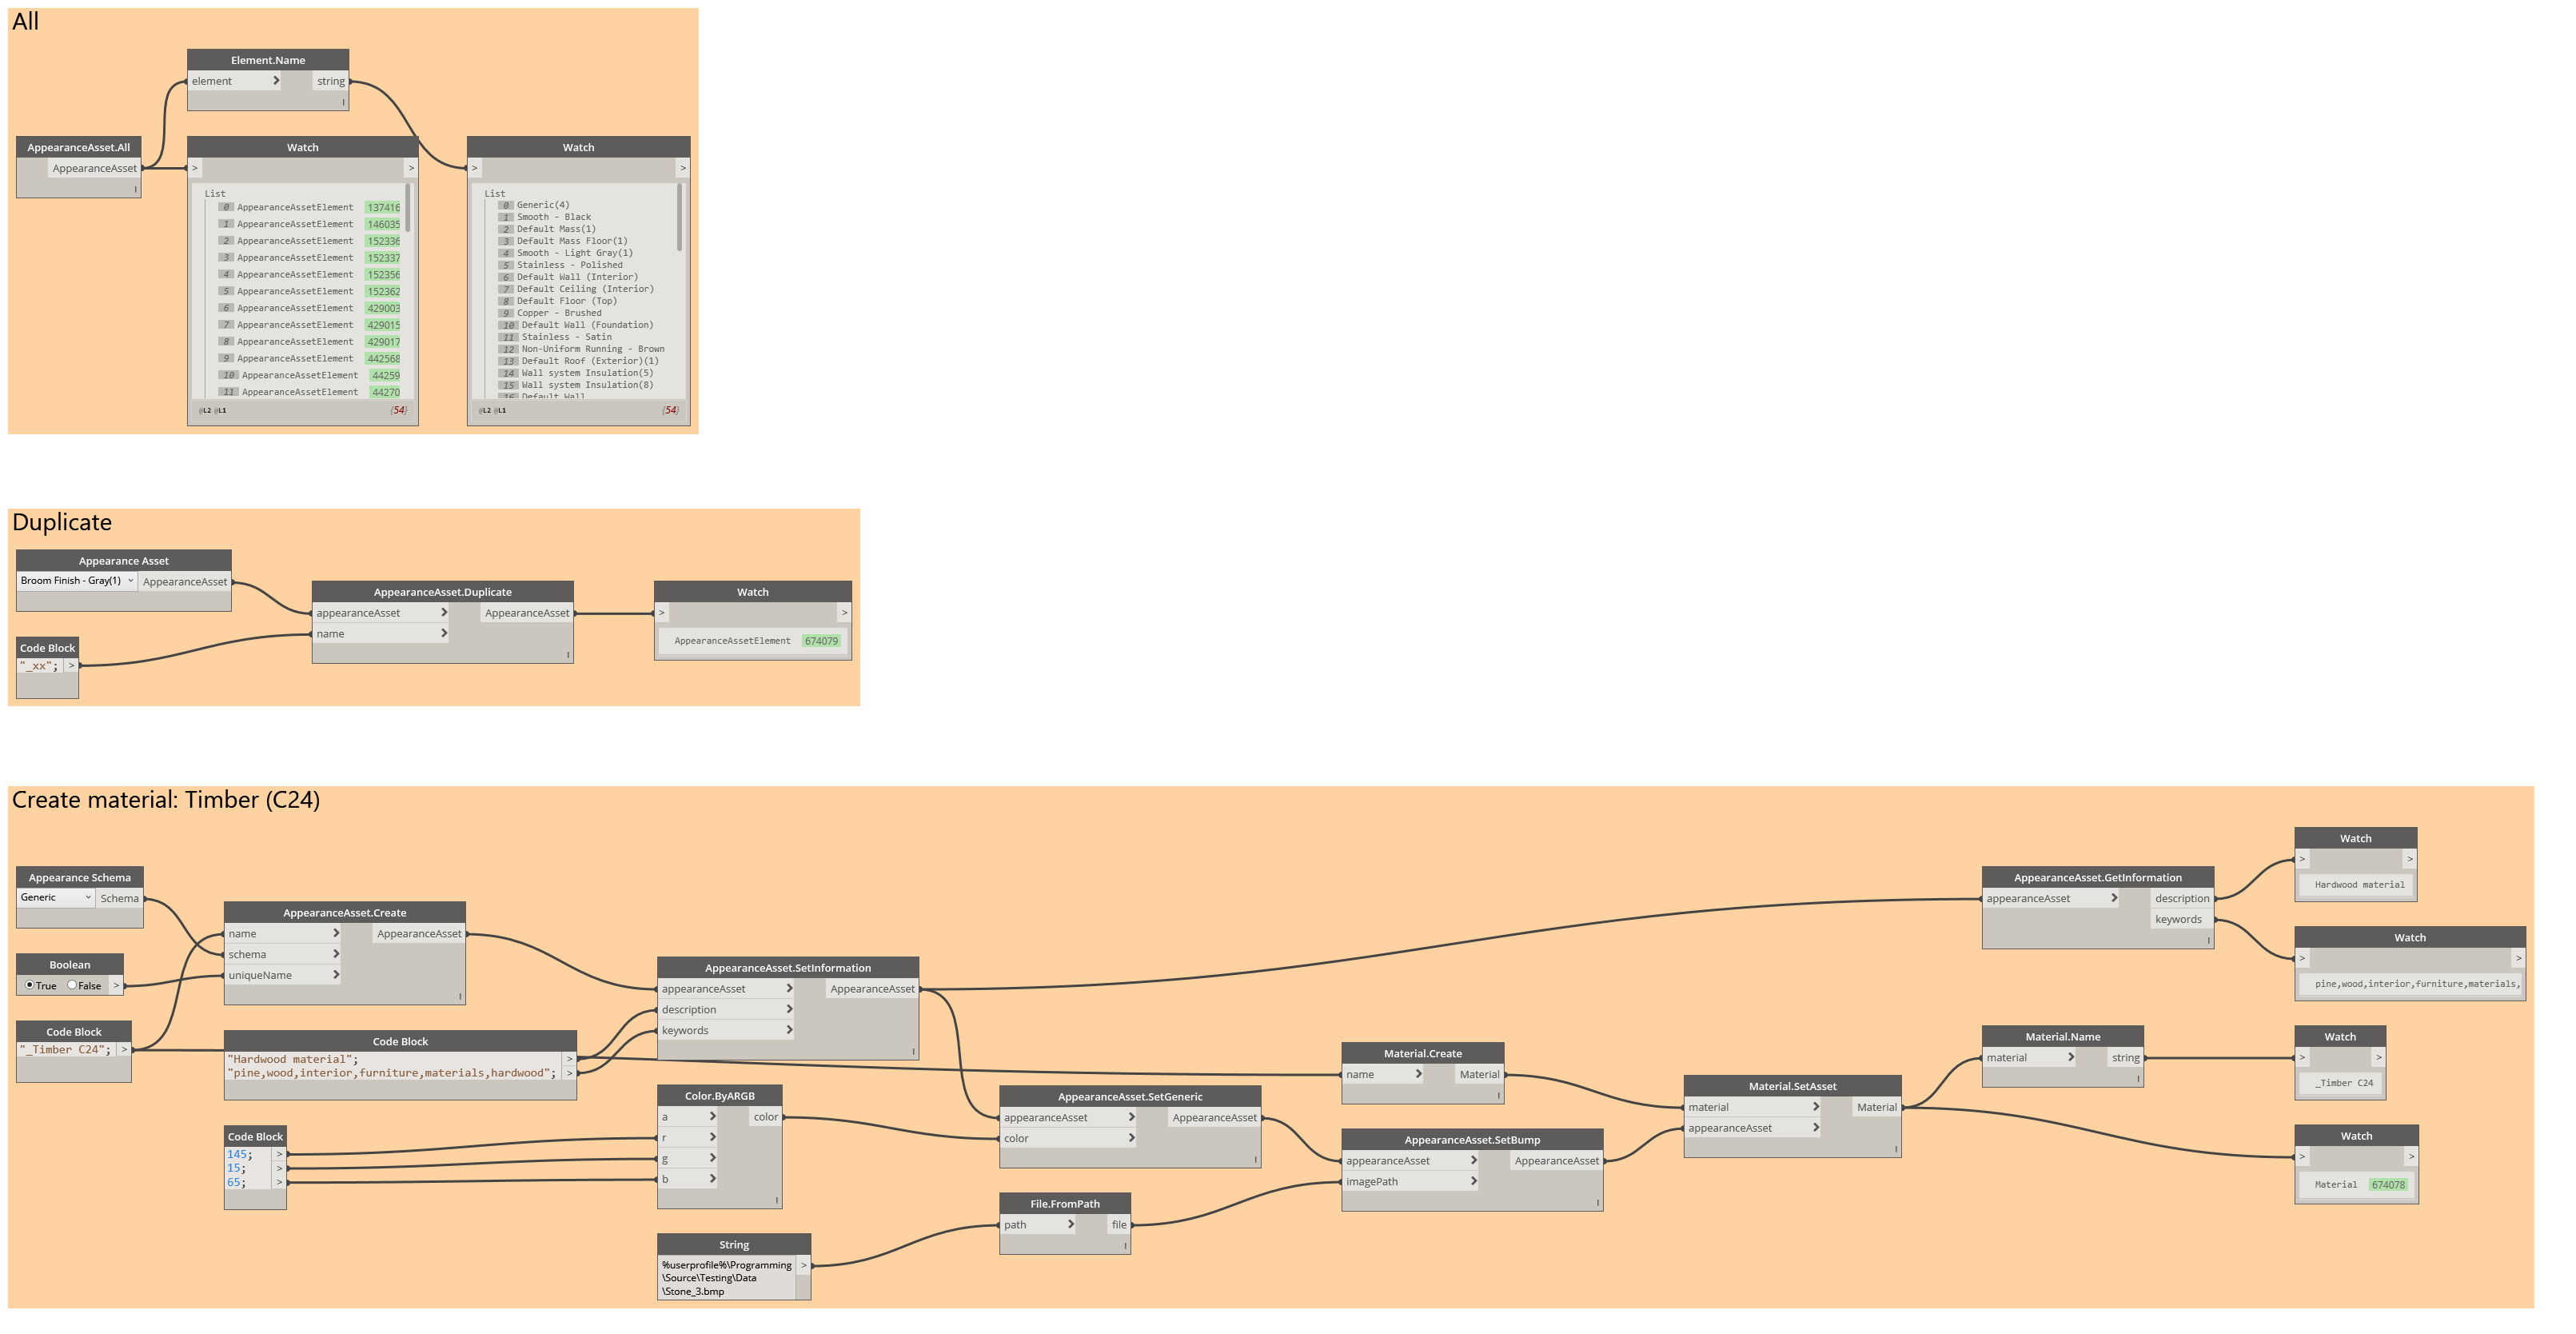 All
Element.Name
element > string
AppearanceAsset.All
AppearanceAsset
Watch
> >
List
0 AppearanceAssetElement 137416
1 AppearanceAssetElement 146035
2 AppearanceAssetElement 152336
3 AppearanceAssetElement 152337
4 AppearanceAssetElement 152356
5 AppearanceAssetElement 152362
6 AppearanceAssetElement 429003
7 AppearanceAssetElement 429015
8 AppearanceAssetElement 429017
9 AppearanceAssetElement 442568
10 AppearanceAssetElement 44259
11 AppearanceAssetElement 44270
@L2 @L1 {54}
Watch
> >
List
0 Generic(4)
1 Smooth - Black
2 Default Mass(1)
3 Default Mass Floor(1)
4 Smooth - Light Gray(1)
5 Stainless - Polished
6 Default Wall (Interior)
7 Default Ceiling (Interior)
8 Default Floor (Top)
9 Copper - Brushed
10 Default Wall (Foundation)
11 Stainless - Satin
12 Non-Uniform Running - Brown
13 Default Roof (Exterior)(1)
14 Wall system Insulation(5)
15 Wall system Insulation(8)
16 Default Wall
@L2 @L1 {54}
Duplicate
Appearance Asset
Broom Finish - Gray(1) AppearanceAsset
Code Block
"_xx"; >
AppearanceAsset.Duplicate
appearanceAsset > AppearanceAsset
name >
Watch
> >
AppearanceAssetElement 674079
Create material: Timber (C24)
Appearance Schema
Generic Schema
Boolean
True False >
Code Block
"_Timber C24"; >
AppearanceAsset.Create
name > AppearanceAsset
schema >
uniqueName >
Code Block
"Hardwood material"; >
"pine,wood,interior,furniture,materials,hardwood"; >
Code Block
145; >
15; >
65; >
AppearanceAsset.SetInformation
appearanceAsset > AppearanceAsset
description >
keywords >
Color.ByARGB
a > color
r >
g >
b >
String
%userprofile%\Programming >
\Source\Testing\Data
\Stone_3.bmp
AppearanceAsset.SetGeneric
appearanceAsset > AppearanceAsset
color >
File.FromPath
path > file
Material.Create
name > Material
AppearanceAsset.SetBump
appearanceAsset > AppearanceAsset
imagePath >
Material.SetAsset
material > Material
appearanceAsset >
AppearanceAsset.GetInformation
appearanceAsset > description
keywords
Material.Name
material > string
Watch
> >
Hardwood material
Watch
> >
pine,wood,interior,furniture,materials,
Watch
> >
_Timber C24
Watch
> >
Material 674078